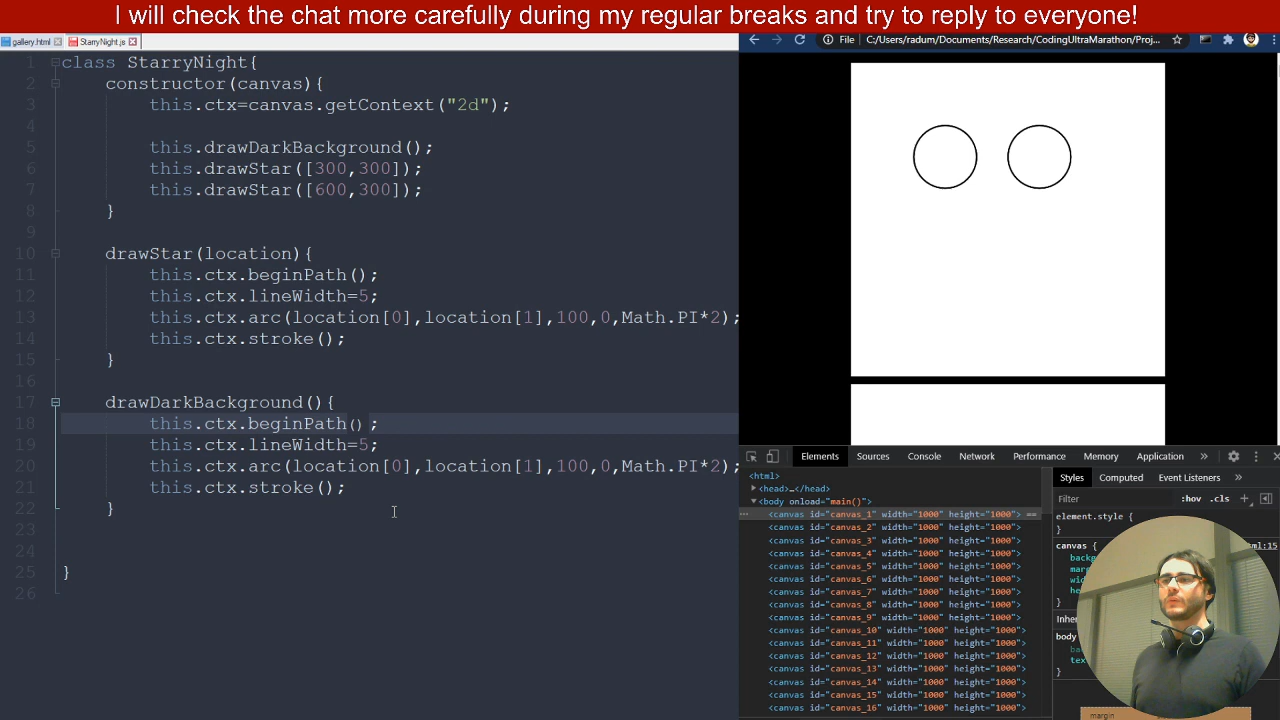 I will check the chat more carefully during my regular breaks and try to reply to everyone!
gallery.html
StarryNight.js
File
C:/Users/radum/Documents/Research/CodingUltraMarathon/Proj...
1 class StarryNight{
2 constructor(canvas){
3 this.ctx=canvas.getContext("2d");
4
5 this.drawDarkBackground();
6 this.drawStar([300,300]);
7 this.drawStar([600,300]);
8 }
9
10 drawStar(location){
11 this.ctx.beginPath();
12 this.ctx.lineWidth=5;
13 this.ctx.arc(location[0],location[1],100,0,Math.PI*2);
14 this.ctx.stroke();
15 }
16
17 drawDarkBackground(){
18 this.ctx.beginPath();
19 this.ctx.lineWidth=5;
20 this.ctx.arc(location[0],location[1],100,0,Math.PI*2);
21 this.ctx.stroke();
22 }
23
24
25 }
26
Elements Sources Console Network Performance Memory Application »
<html>
<head>…</head>
<body onload="main()">
<canvas id="canvas_1" width="1000" height="1000"> ==
<canvas id="canvas_2" width="1000" height="1000">
<canvas id="canvas_3" width="1000" height="1000">
<canvas id="canvas_4" width="1000" height="1000">
<canvas id="canvas_5" width="1000" height="1000">
<canvas id="canvas_6" width="1000" height="1000">
<canvas id="canvas_7" width="1000" height="1000">
<canvas id="canvas_8" width="1000" height="1000">
<canvas id="canvas_9" width="1000" height="1000">
<canvas id="canvas_10" width="1000" height="1000">
<canvas id="canvas_11" width="1000" height="1000">
<canvas id="canvas_12" width="1000" height="1000">
<canvas id="canvas_13" width="1000" height="1000">
<canvas id="canvas_14" width="1000" height="1000">
<canvas id="canvas_15" width="1000" height="1000">
<canvas id="canvas_16" width="1000" height="1000">
Styles Computed Event Listeners »
Filter :hov .cls +
element.style {
}
canvas { tml:15
backg
mar
wi
he
}
Inher
body
ba
tex
}
margin